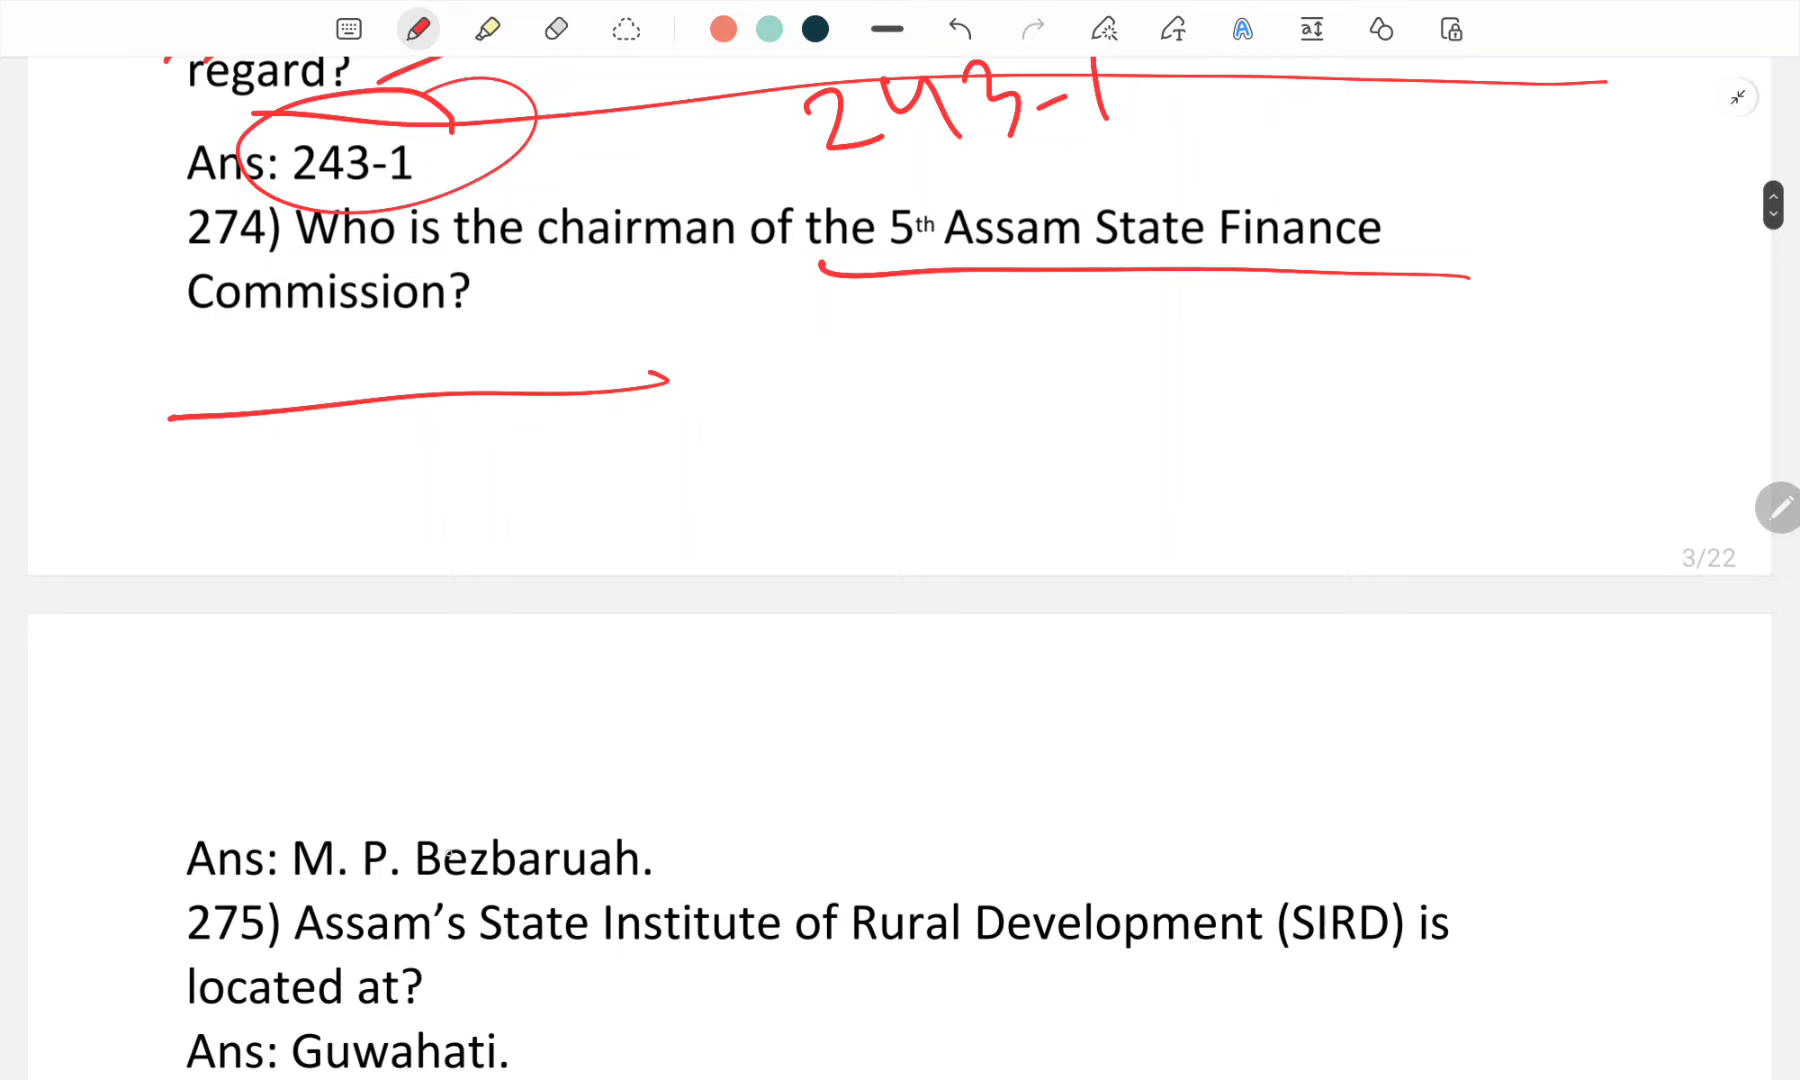 regard?
243-1
Ans: 243-1
274) Who is the chairman of the 5th Assam State Finance
Commission?
3/22
Ans: M. P. Bezbaruah.
275) Assam’s State Institute of Rural Development (SIRD) is
located at?
Ans: Guwahati.